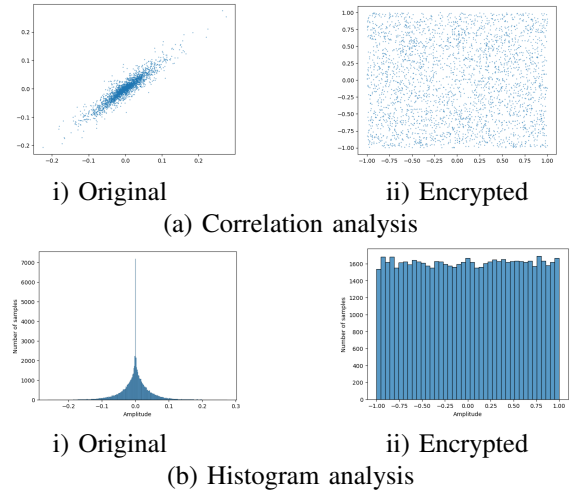 0.2
0.1
0.0
−0.1
−0.2
−0.2 −0.1 0.0 0.1 0.2
1.00
0.75
0.50
0.25
0.00
−0.25
−0.50
−0.75
−1.00
−1.00 −0.75 −0.50 −0.25 0.00 0.25 0.50 0.75 1.00
i) Original ii) Encrypted
(a) Correlation analysis
7000
6000
5000
4000
3000
2000
1000
0
Number of samples
−0.2 −0.1 0.0 0.1 0.2 0.3
Amplitude
1600
1400
1200
1000
800
600
400
200
0
Number of samples
−1.00 −0.75 −0.50 −0.25 0.00 0.25 0.50 0.75 1.00
Amplitude
i) Original ii) Encrypted
(b) Histogram analysis